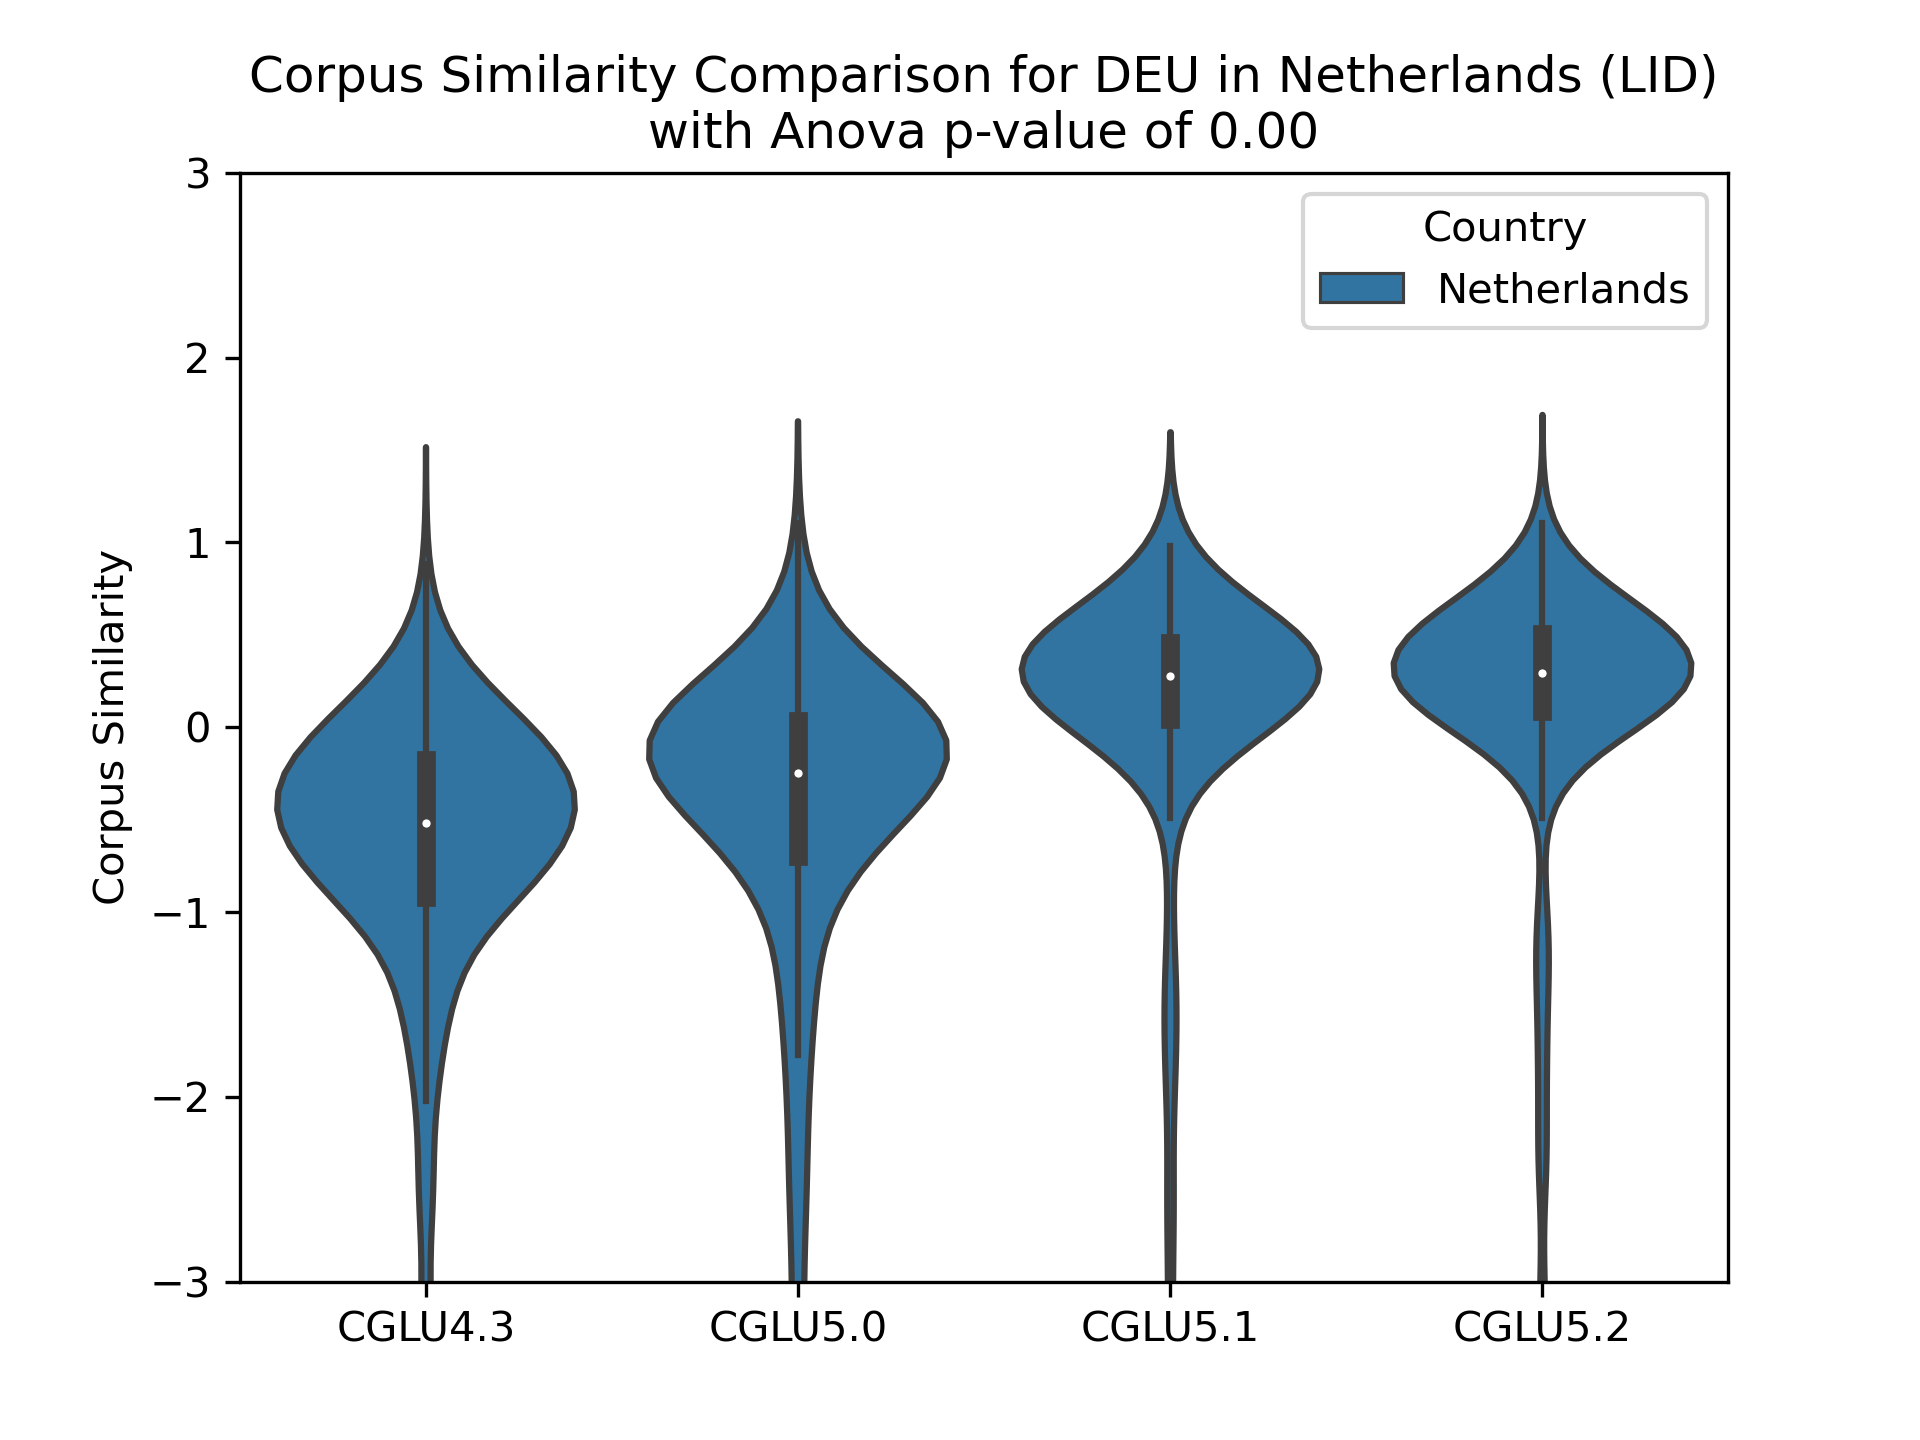 Corpus Similarity Comparison for DEU in Netherlands (LID)
with Anova p-value of 0.00
Country
Netherlands
Corpus Similarity
3
2
1
0
−1
−2
−3
CGLU4.3
CGLU5.0
CGLU5.1
CGLU5.2